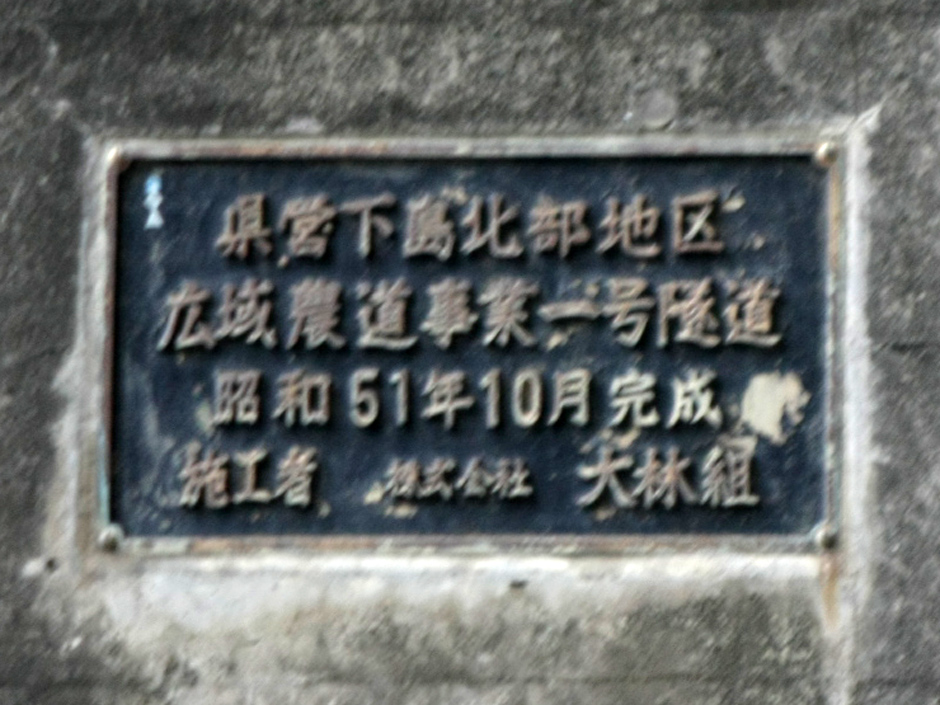 県営下島北部地区
広域農道事業一号隧道
昭和51年10月完成
施工者 株式会社 大林組